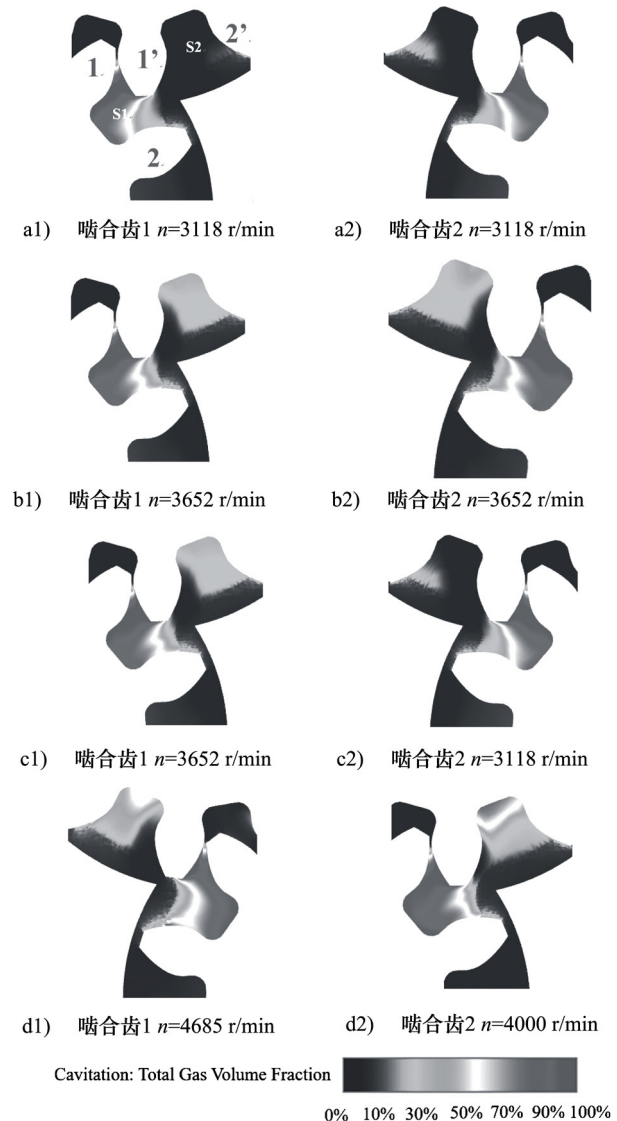 S2
2'
1
1'
S1
2
a1) 啮合齿1 n=3118 r/min
a2) 啮合齿2 n=3118 r/min
b1) 啮合齿1 n=3652 r/min
b2) 啮合齿2 n=3652 r/min
c1) 啮合齿1 n=3652 r/min
c2) 啮合齿2 n=3118 r/min
d1) 啮合齿1 n=4685 r/min
d2) 啮合齿2 n=4000 r/min
Cavitation: Total Gas Volume Fraction
0% 10% 30% 50% 70% 90% 100%